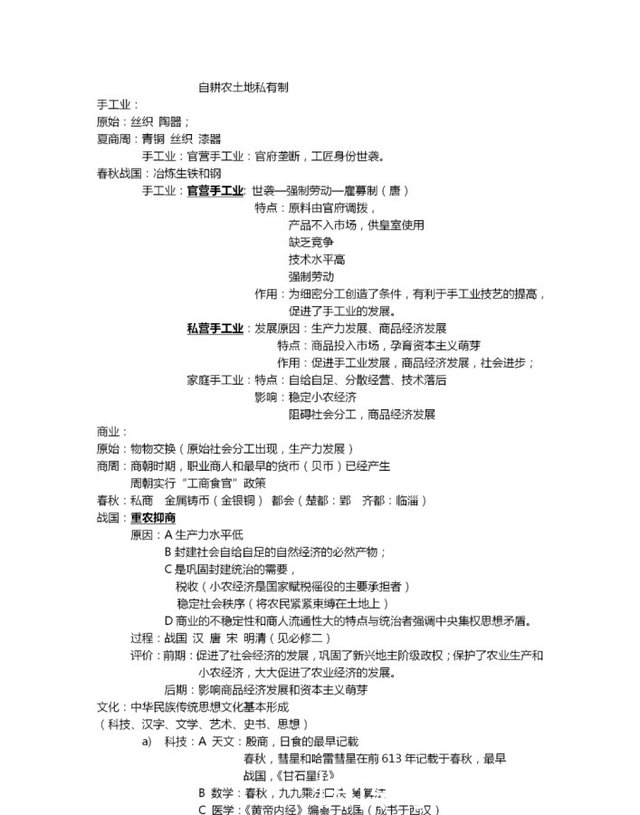 自耕农土地私有制
手工业：
原始：丝织 陶器；
夏商周：青铜 丝织 漆器
手工业：官营手工业：官府垄断，工匠身份世袭。
春秋战国：冶炼生铁和钢
手工业：官营手工业: 世袭—强制劳动—雇募制（唐）
特点：原料由官府调拨，
产品不入市场，供皇室使用
缺乏竞争
技术水平高
强制劳动
作用：为细密分工创造了条件，有利于手工业技艺的提高，
促进了手工业的发展。
私营手工业：发展原因：生产力发展、商品经济发展
特点：商品投入市场，孕育资本主义萌芽
作用：促进手工业发展，商品经济发展，社会进步；
家庭手工业：特点：自给自足、分散经营、技术落后
影响：稳定小农经济
阻碍社会分工，商品经济发展
商业：
原始：物物交换（原始社会分工出现，生产力发展）
商周：商朝时期，职业商人和最早的货币（贝币）已经产生
周朝实行“工商食官”政策
春秋：私商 金属铸币（金银铜） 都会（楚都：郢 齐都：临淄）
战国：重农抑商
原因：A 生产力水平低
B 封建社会自给自足的自然经济的必然产物；
C 是巩固封建统治的需要，
税收（小农经济是国家赋税徭役的主要承担者）
稳定社会秩序（将农民紧紧束缚在土地上）
D 商业的不稳定性和商人流通性大的特点与统治者强调中央集权思想矛盾。
过程：战国 汉 唐 宋 明清（见必修二）
评价：前期：促进了社会经济的发展，巩固了新兴地主阶级政权；保护了农业生产和
小农经济，大大促进了农业经济的发展。
后期：影响商品经济发展和资本主义萌芽
文化：中华民族传统思想文化基本形成
（科技、汉字、文学、艺术、史书、思想）
a) 科技：A 天文：殷商，日食的最早记载
春秋，彗星和哈雷彗星在前 613 年记载于春秋，最早
战国，《甘石星经》
B 数学：春秋，九九乘法口诀 筹算法
C 医学：《黄帝内经》编纂于战国（成书于西汉）